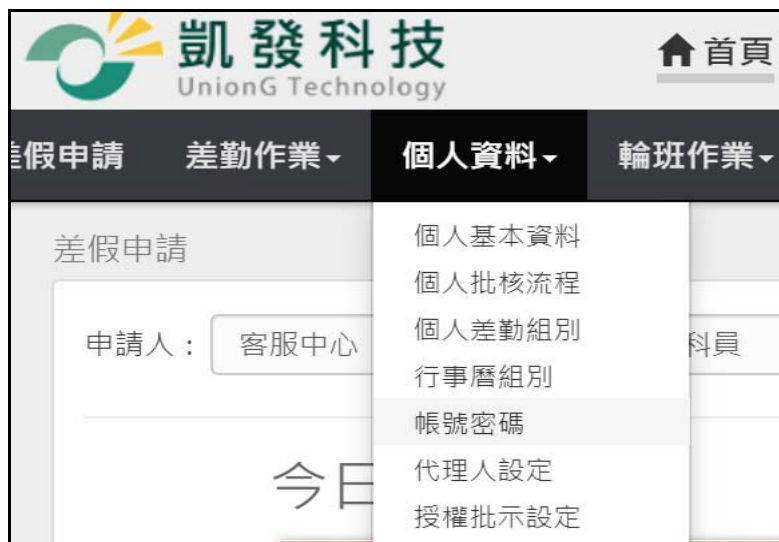 凱發科技
UnionG Technology
首頁
假申請 差勤作業 個人資料 輪班作業
差假申請
個人基本資料
個人批核流程
申請人： 客服中心 個人差勤組別 科員
行事曆組別
帳號密碼
今日
代理人設定
授權批示設定